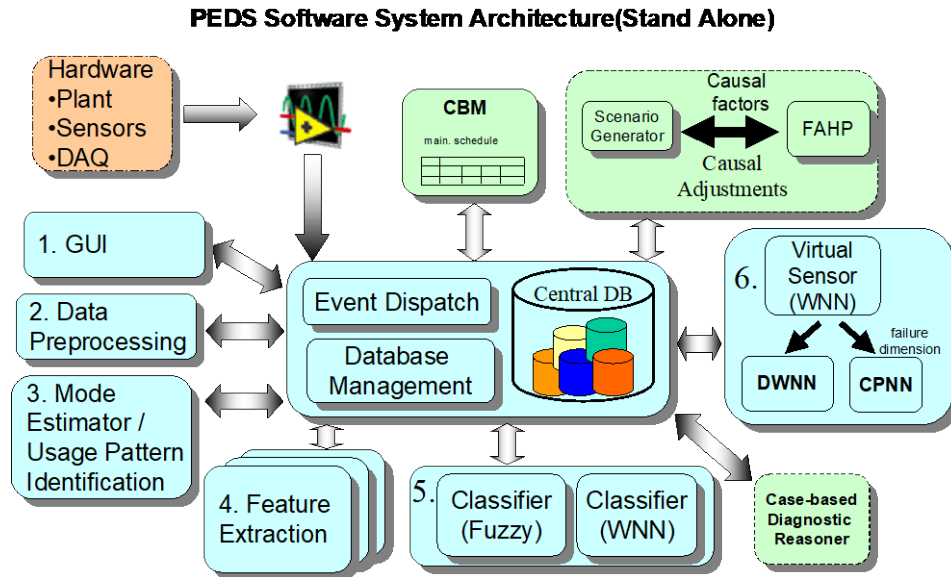 PEDS Software System Architecture(Stand Alone)
Hardware
•Plant
•Sensors
•DAQ
CBM
main. schedule
Causal
factors
Scenario
Generator
FAHP
Causal
Adjustments
1. GUI
2. Data
Preprocessing
3. Mode
Estimator /
Usage Pattern
Identification
Event Dispatch
Database
Management
Central DB
6.
Virtual
Sensor
(WNN)
failure
dimension
DWNN
CPNN
4. Feature
Extraction
5.
Classifier
(Fuzzy)
Classifier
(WNN)
Case-based
Diagnostic
Reasoner